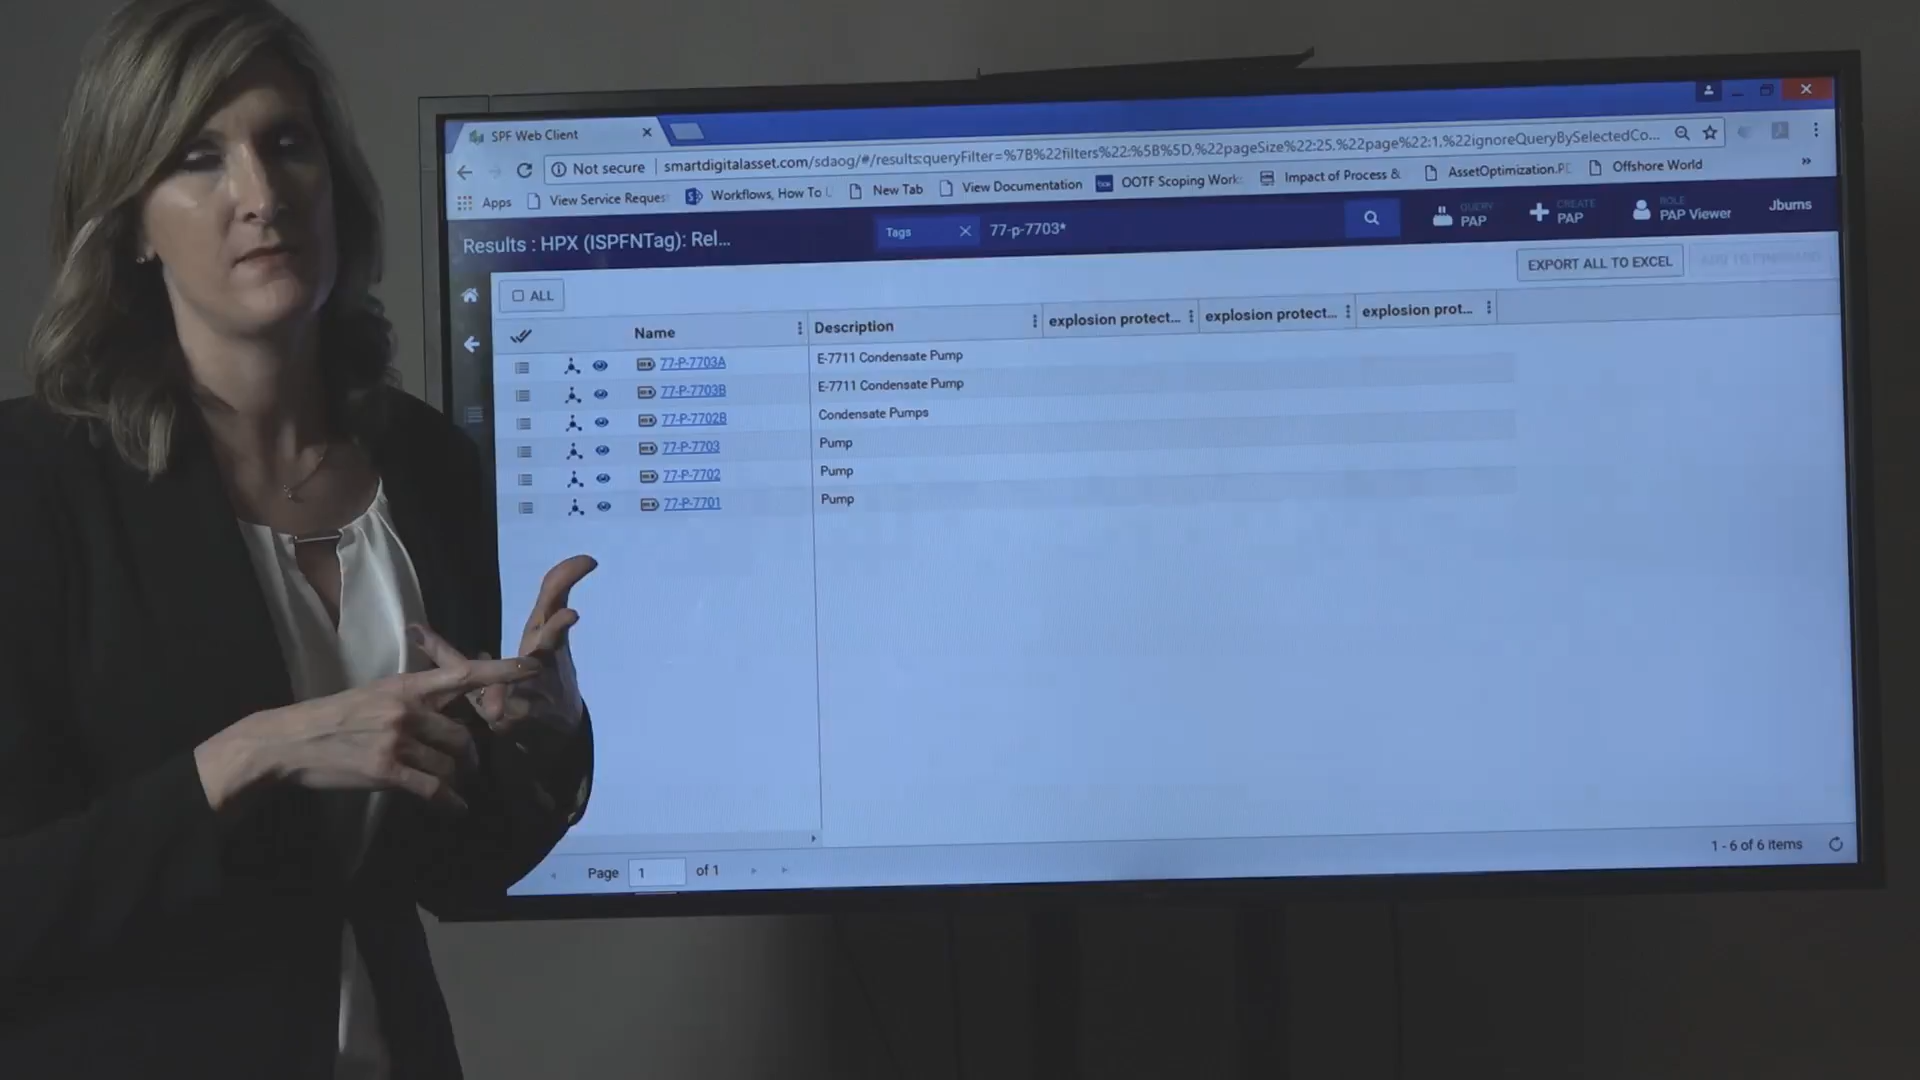 SPF Web Client
Not secure smartdigitalasset.com/sdaog/#/results:queryFilter=%7B%22filters%22:%5B%5D,%22pageSize%22:25,%22page%22:1,%22ignoreQueryBySelectedCo...
Apps View Service Reques Workflows, How To New Tab View Documentation OOTF Scoping Work Impact of Process & AssetOptimization.P Offshore World
Results : HPX (ISPFNTag): Rel...
Tags 77-p-7703*
QUERY
PAP
CREATE
PAP
ROLE
PAP Viewer
Jburns
ALL
EXPORT ALL TO EXCEL
Name Description explosion protect... explosion protect... explosion prot...
77-P-7703A E-7711 Condensate Pump
77-P-7703B E-7711 Condensate Pump
77-P-7702B Condensate Pumps
77-P-7703 Pump
77-P-7702 Pump
77-P-7701 Pump
Page 1 of 1
1 - 6 of 6 items